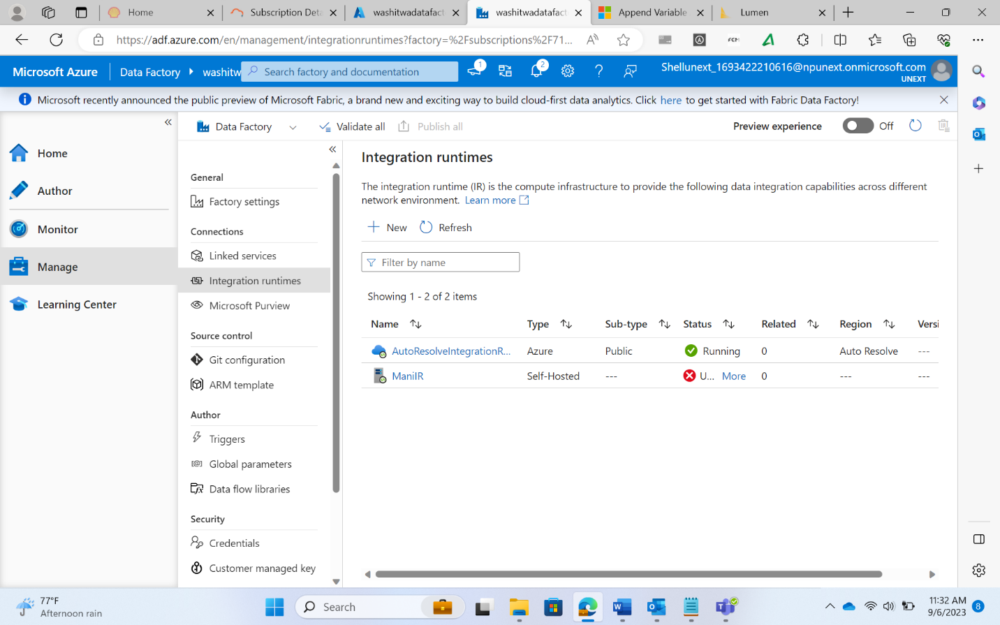 Home
Subscription Deta
washitwadatafact
washitwadatafact
Append Variable
Lumen
https://adf.azure.com/en/management/integrationruntimes?factory=%2Fsubscriptions%2F71...
FCM
Microsoft Azure
Data Factory
washitw
Search factory and documentation
1
2
Shellunext_1693422210616@npunext.onmicrosoft.com
UNEXT
Microsoft recently announced the public preview of Microsoft Fabric, a brand new and exciting way to build cloud-first data analytics. Click here to get started with Fabric Data Factory!
Data Factory
Validate all
Publish all
Preview experience
Off
Home
Author
Monitor
Manage
Learning Center
General
Factory settings
Connections
Linked services
Integration runtimes
Microsoft Purview
Source control
Git configuration
ARM template
Author
Triggers
Global parameters
Data flow libraries
Security
Credentials
Customer managed key
Integration runtimes
The integration runtime (IR) is the compute infrastructure to provide the following data integration capabilities across different
network environment. Learn more
New Refresh
Filter by name
Showing 1 - 2 of 2 items
Name Type Sub-type Status Related Region Versi
AutoResolveIntegrationR... Azure Public Running 0 Auto Resolve ---
ManiIR Self-Hosted --- U... More 0 --- ---
77°F
Afternoon rain
Search
11:32 AM
9/6/2023
8